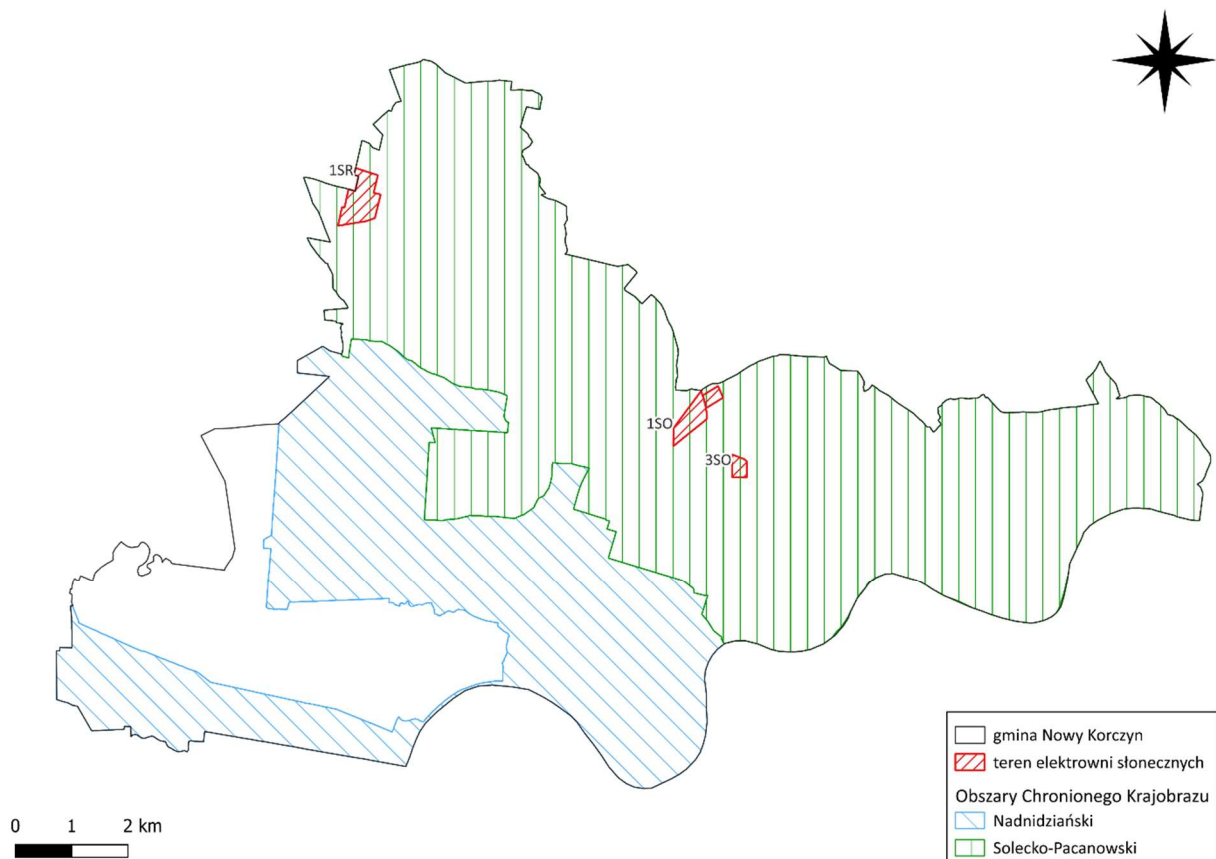 1SR
1SO
3SO
gmina Nowy Korczyn
teren elektrowni słonecznych
Obszary Chronionego Krajobrazu
Nadnidziański
Solecko-Pacanowski
0 1 2 km